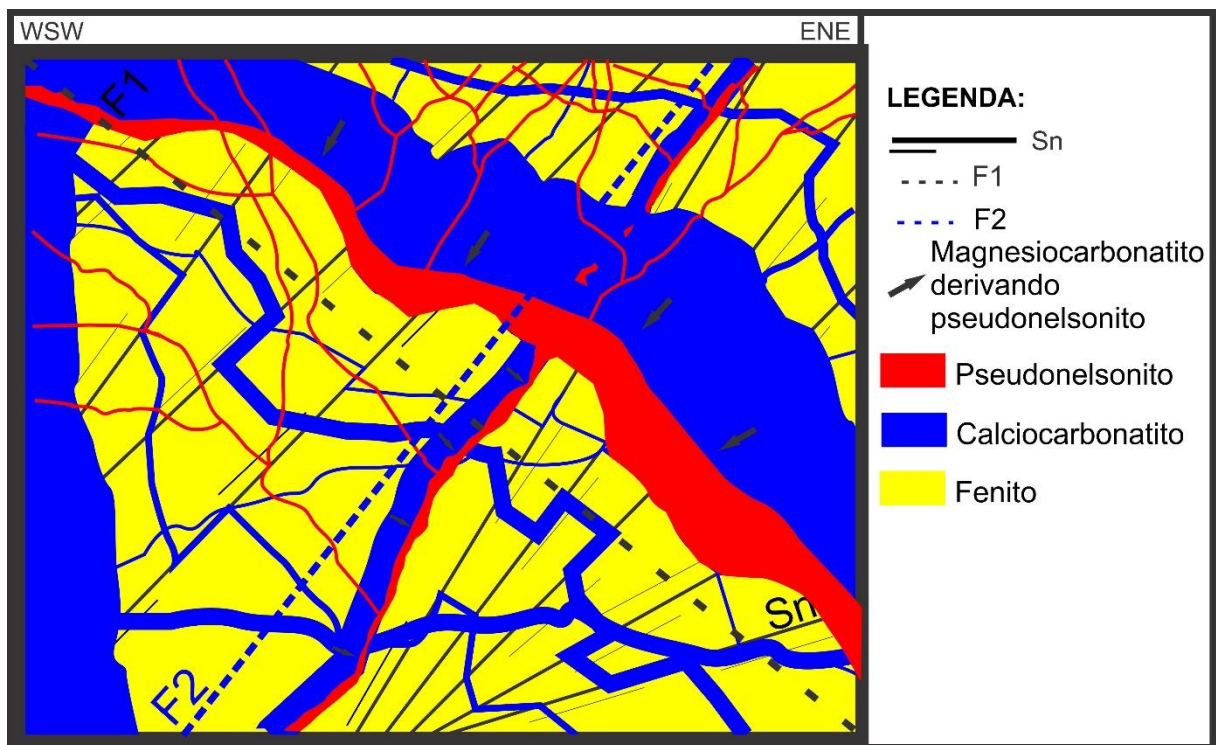 WSW
ENE
F1
F2
Sn
LEGENDA:
Sn
F1
F2
Magnesiocarbonatito
derivando
pseudonelsonito
Pseudonelsonito
Calciocarbonatito
Fenito